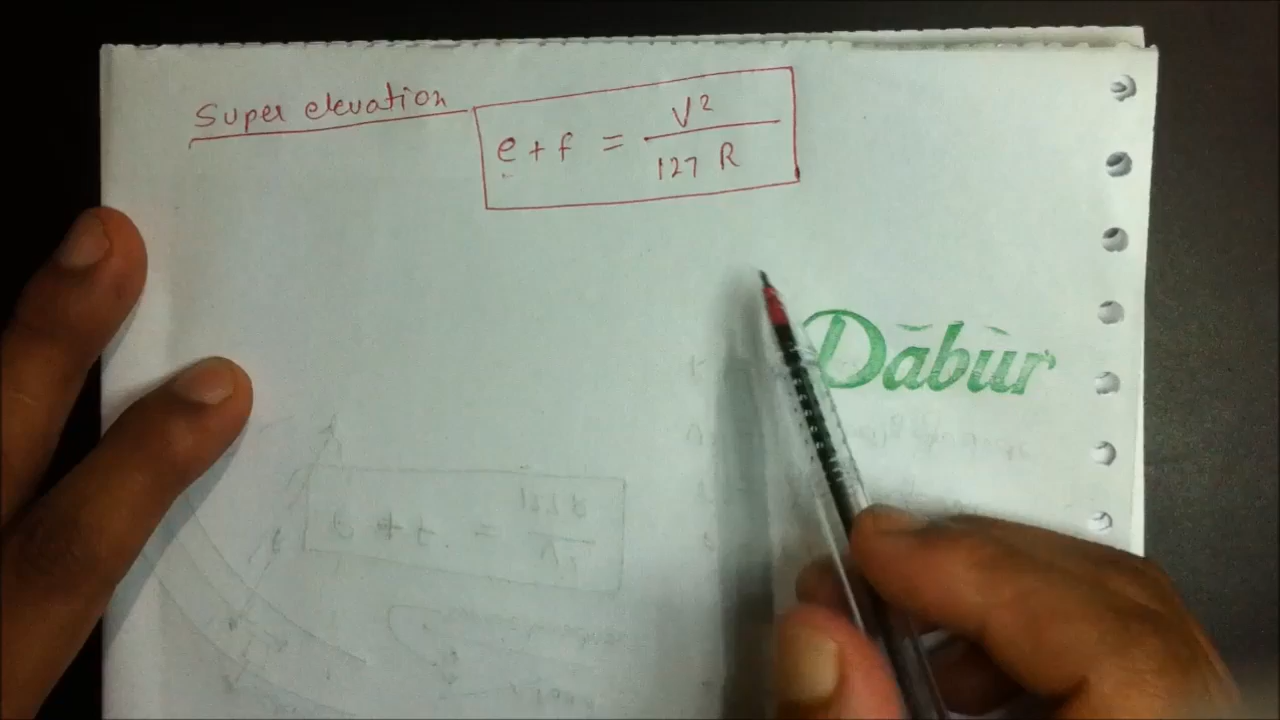 Super elevation
e + f = V² / 127 R
Dabur